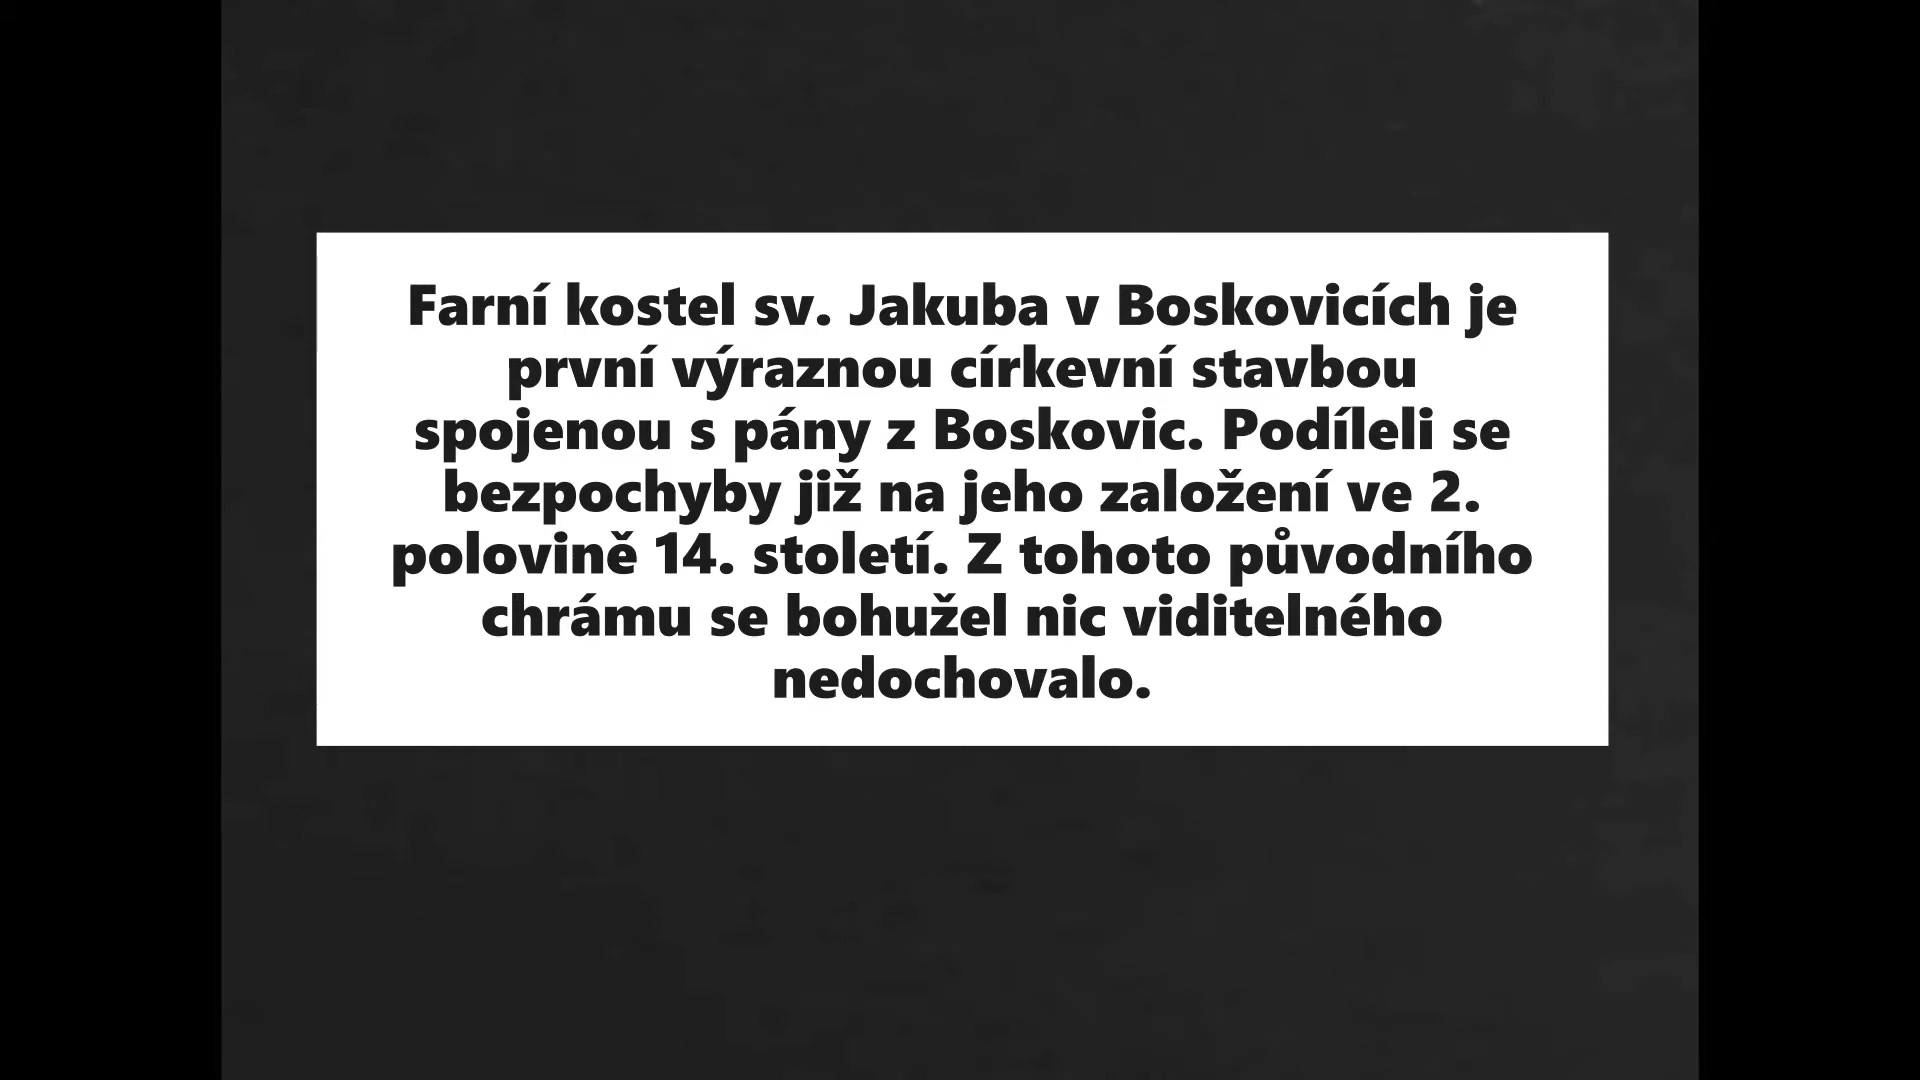 Farní kostel sv. Jakuba v Boskovicích je
první výraznou církevní stavbou
spojenou s pány z Boskovic. Podíleli se
bezpochyby již na jeho založení ve 2.
polovině 14. století. Z tohoto původního
chrámu se bohužel nic viditelného
nedochovalo.